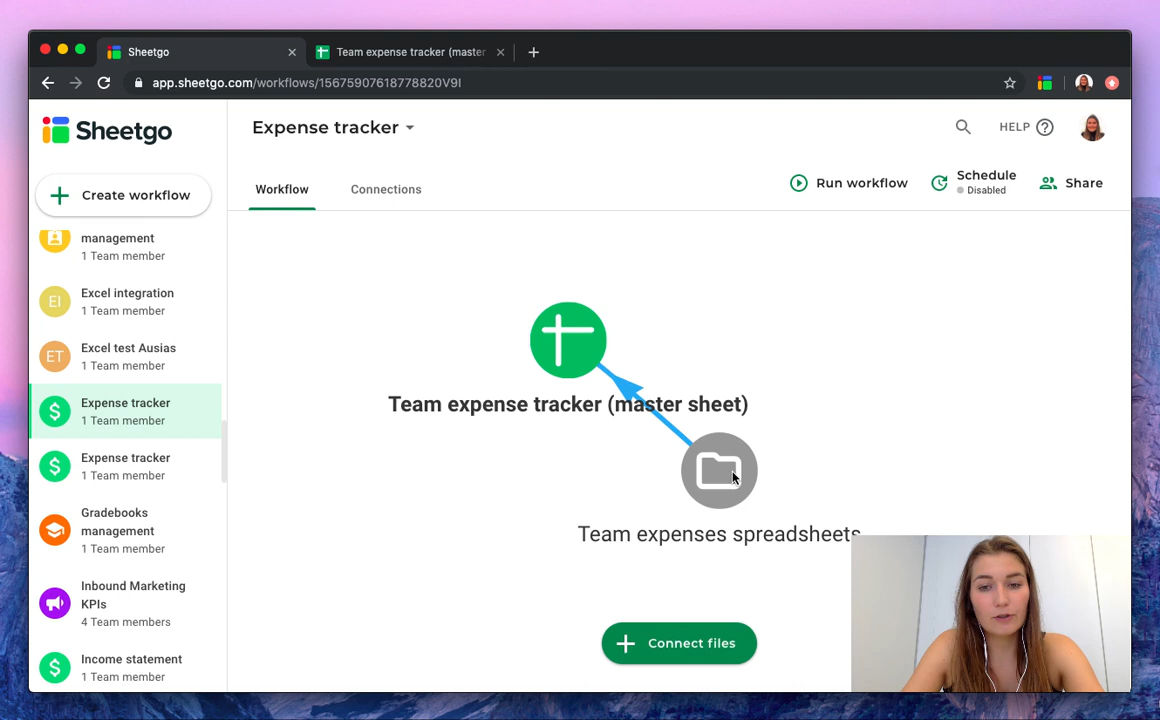 Sheetgo
Team expense tracker (master
app.sheetgo.com/workflows/15675907618778820V9I
Sheetgo
Expense tracker
HELP
Create workflow
Workflow
Connections
Run workflow
Schedule
Disabled
Share
management
1 Team member
EI
Excel integration
1 Team member
ET
Excel test Ausias
1 Team member
Expense tracker
1 Team member
Expense tracker
1 Team member
Gradebooks
management
1 Team member
Inbound Marketing
KPIs
4 Team members
Income statement
1 Team member
Team expense tracker (master sheet)
Team expenses spreadsheets
Connect files